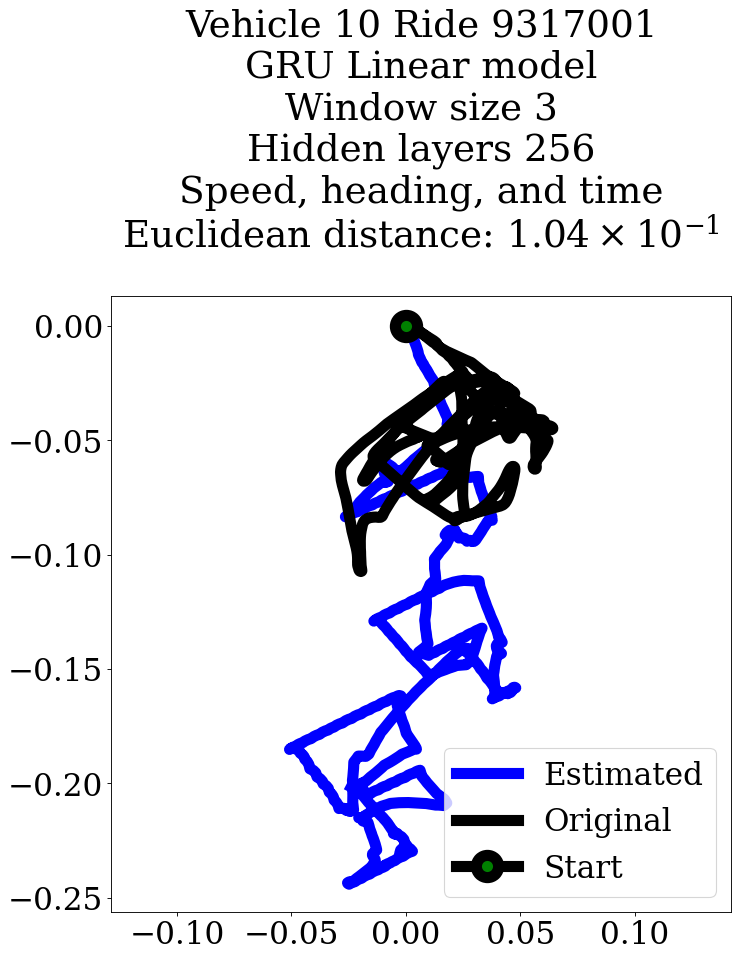 Vehicle 10 Ride 9317001
GRU Linear model
Window size 3
Hidden layers 256
Speed, heading, and time
Euclidean distance: 1.04 × 10⁻¹
0.00
−0.05
−0.10
−0.15
−0.20
−0.25
Estimated
Original
Start
−0.10 −0.05 0.00 0.05 0.10